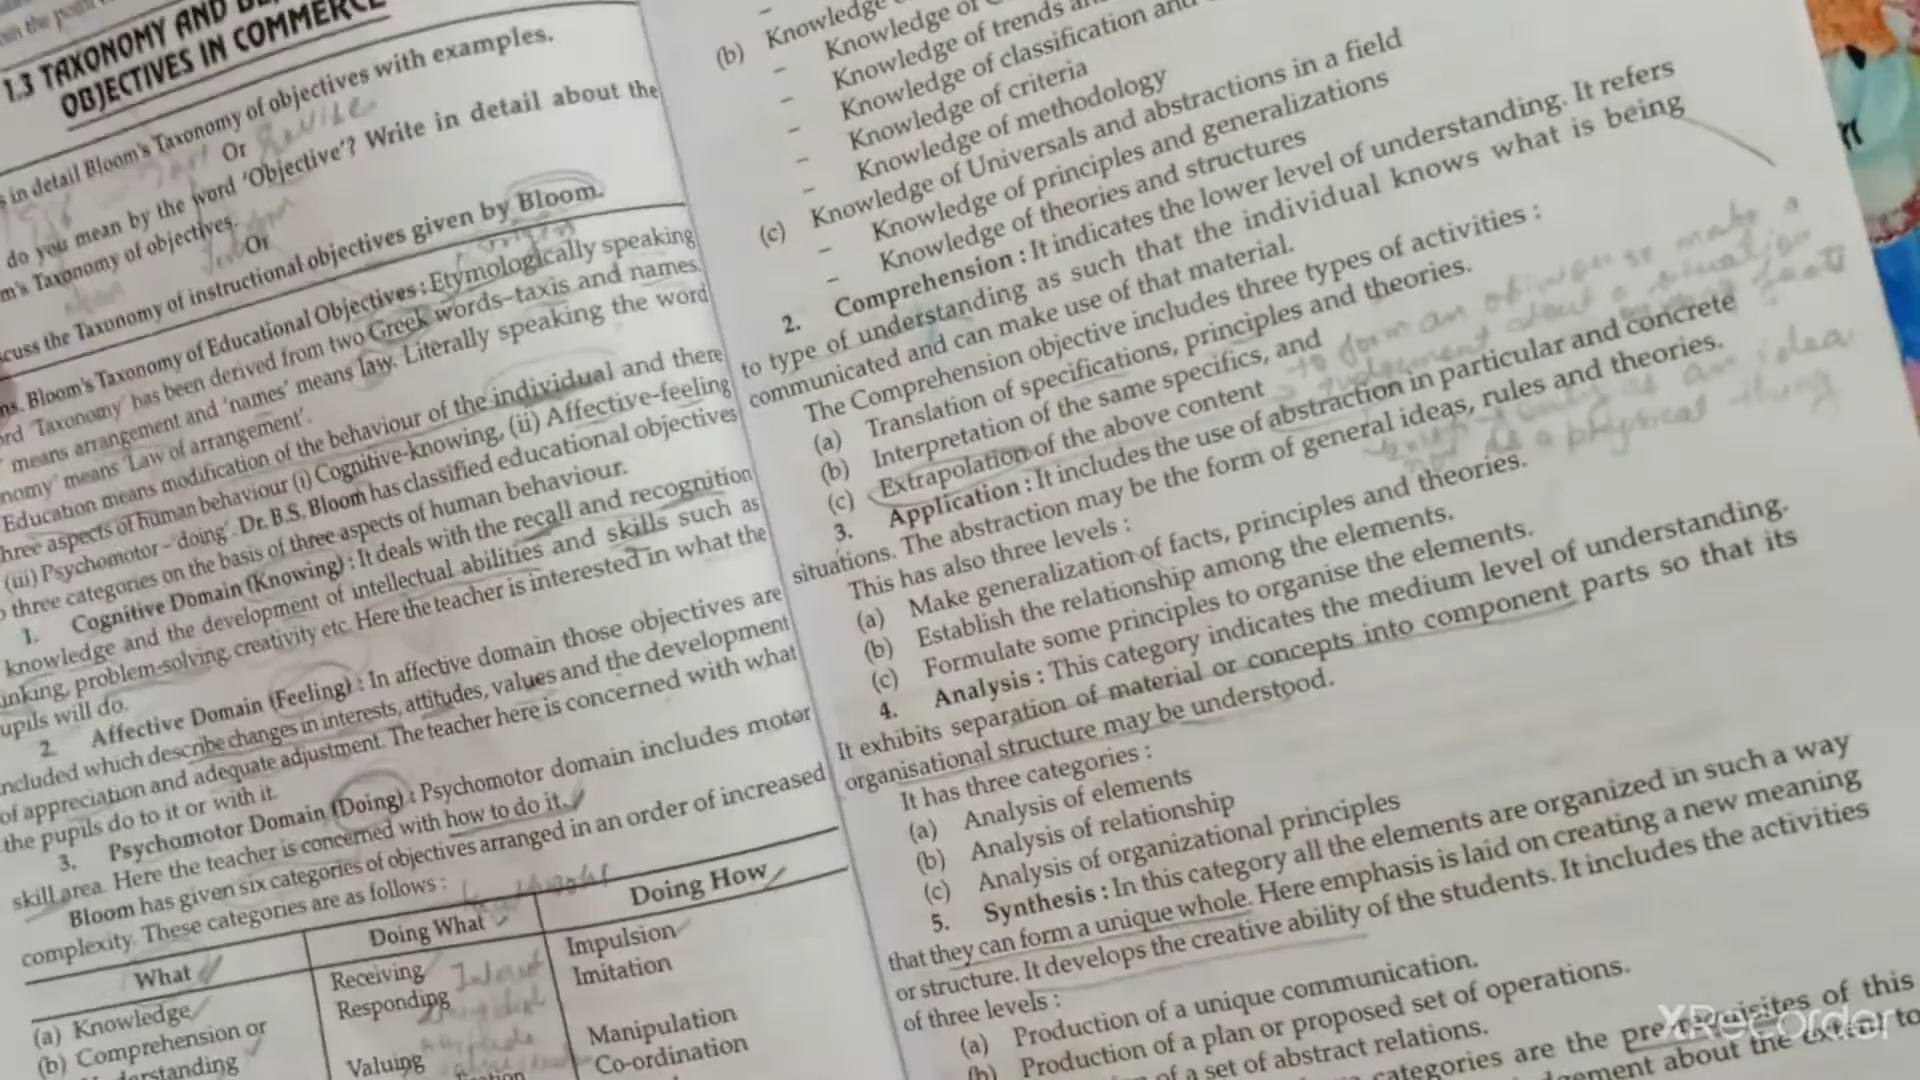 1.3 TAXONOMY AND
OBJECTIVES IN COMMERCE
in detail Bloom's Taxonomy of objectives with examples.
Or
do you mean by the word 'Objective'? Write in detail about the
Taxonomy of objectives.
Or
the Taxonomy of instructional objectives given by Bloom.
Bloom's Taxonomy of Educational Objectives : Etymologically speaking
'Taxonomy' has been derived from two Greek words–taxis and names.
means arrangement and 'names' means law. Literally speaking the word
means 'Law of arrangement'.
Education means modification of the behaviour of the individual and there
three aspects of human behaviour (i) Cognitive-knowing, (ii) Affective-feeling
(iii) Psychomotor – 'doing'. Dr. B.S. Bloom has classified educational objectives
three categories on the basis of three aspects of human behaviour.
1. Cognitive Domain (Knowing) : It deals with the recall and recognition
knowledge and the development of intellectual abilities and skills such as
problem-solving, creativity etc. Here the teacher is interested in what the
will do.
2. Affective Domain (Feeling) : In affective domain those objectives are
included which describe changes in interests, attitudes, values and the development
of appreciation and adequate adjustment. The teacher here is concerned with what
the pupils do to it or with it.
3. Psychomotor Domain (Doing) : Psychomotor domain includes motor
skill area. Here the teacher is concerned with how to do it.
Bloom has given six categories of objectives arranged in an order of increased
complexity. These categories are as follows :
What Doing What Doing How
(a) Knowledge Receiving Impulsion
(b) Comprehension or Responding Imitation
Manipulation
Valuing Co-ordination
(b) Knowledge
– Knowledge of
– Knowledge of trends
– Knowledge of classification and
– Knowledge of criteria
– Knowledge of methodology
(c) Knowledge of Universals and abstractions in a field
– Knowledge of principles and generalizations
– Knowledge of theories and structures
2. Comprehension : It indicates the lower level of understanding. It refers
to type of understanding as such that the individual knows what is being
communicated and can make use of that material.
The Comprehension objective includes three types of activities :
(a) Translation of specifications, principles and theories.
(b) Interpretation of the same specifics, and
(c) Extrapolation of the above content
3. Application : It includes the use of abstraction in particular and concrete
situations. The abstraction may be the form of general ideas, rules and theories.
This has also three levels :
(a) Make generalization of facts, principles and theories.
(b) Establish the relationship among the elements.
(c) Formulate some principles to organise the elements.
4. Analysis : This category indicates the medium level of understanding.
It exhibits separation of material or concepts into component parts so that its
organisational structure may be understood.
It has three categories :
(a) Analysis of elements
(b) Analysis of relationship
(c) Analysis of organizational principles
5. Synthesis : In this category all the elements are organized in such a way
that they can form a unique whole. Here emphasis is laid on creating a new meaning
or structure. It develops the creative ability of the students. It includes the activities
of three levels :
(a) Production of a unique communication.
(b) Production of a plan or proposed set of operations.
of a set of abstract relations.
categories are the pre-requisites of this
about the extent to
XRecorder